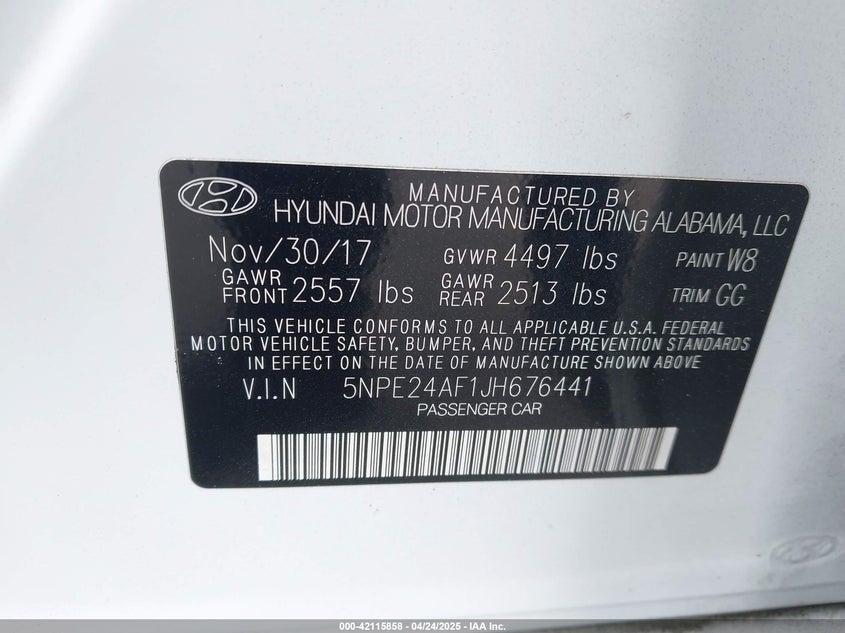 MANUFACTURED BY
HYUNDAI MOTOR MANUFACTURING ALABAMA, LLC
Nov/30/17 GVWR 4497 lbs PAINT W8
GAWR FRONT 2557 lbs GAWR REAR 2513 lbs TRIM GG
THIS VEHICLE CONFORMS TO ALL APPLICABLE U.S.A. FEDERAL
MOTOR VEHICLE SAFETY, BUMPER, AND THEFT PREVENTION STANDARDS
IN EFFECT ON THE DATE OF MANUFACTURE SHOWN ABOVE
V.I.N 5NPE24AF1JH676441
PASSENGER CAR
000-42115858 - 04/24/2025 - IAA Inc.